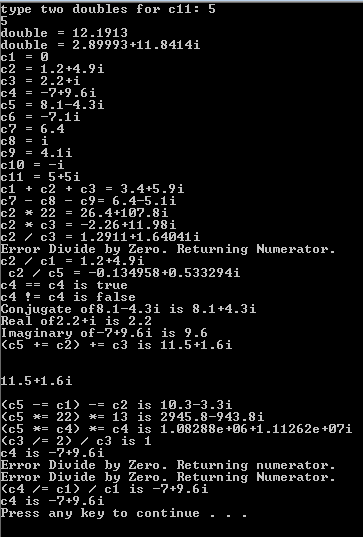 type two doubles for c11: 5
5
double = 12.1913
double = 2.89993+11.8414i
c1 = 0
c2 = 1.2+4.9i
c3 = 2.2+i
c4 = -7+9.6i
c5 = 8.1-4.3i
c6 = -7.1i
c7 = 6.4
c8 = i
c9 = 4.1i
c10 = -i
c11 = 5+5i
c1 + c2 + c3 = 3.4+5.9i
c7 - c8 - c9= 6.4-5.1i
c2 * 22 = 26.4+107.8i
c2 * c3 = -2.26+11.98i
c2 / c3 = 1.2911+1.64041i
Error Divide by Zero. Returning Numerator.
c2 / c1 = 1.2+4.9i
c2 / c5 = -0.134958+0.533294i
c4 == c4 is true
c4 != c4 is false
Conjugate of8.1-4.3i is 8.1+4.3i
Real of2.2+i is 2.2
Imaginary of-7+9.6i is 9.6
(c5 += c2) += c3 is 11.5+1.6i
11.5+1.6i
(c5 -= c1) -= c2 is 10.3-3.3i
(c5 *= 22) *= 13 is 2945.8-943.8i
(c5 *= c4) *= c4 is 1.08288e+06+1.11262e+07i
(c3 /= 2) / c3 is 1
c4 is -7+9.6i
Error Divide by Zero. Returning numerator.
Error Divide by Zero. Returning Numerator.
(c4 /= c1) / c1 is -7+9.6i
c4 is -7+9.6i
Press any key to continue . . .